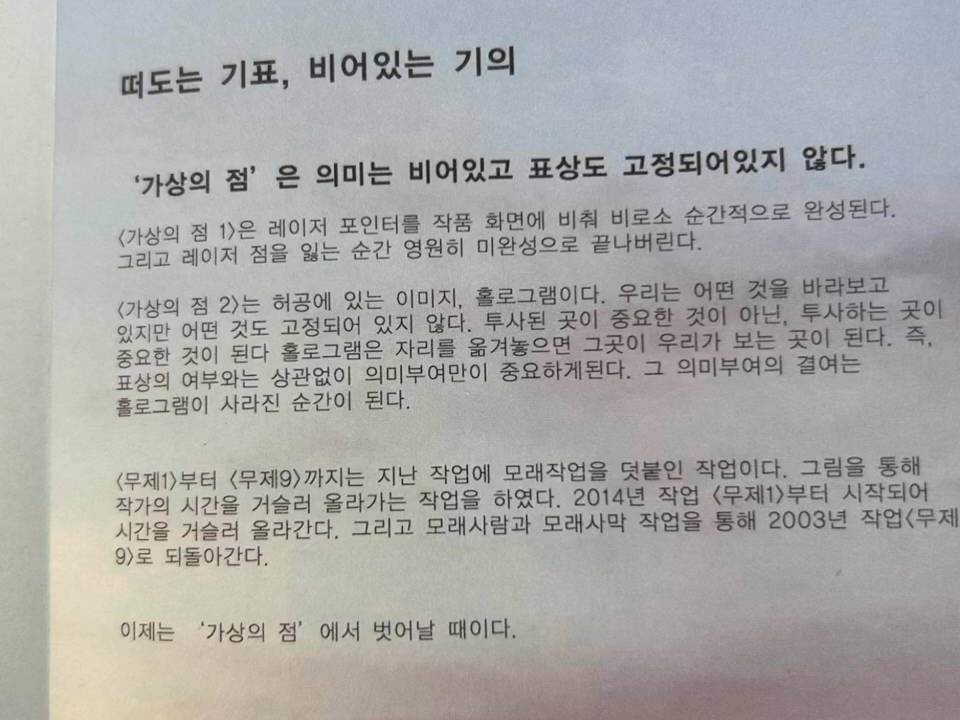 떠도는 기표, 비어있는 기의
‘가상의 점’ 은 의미는 비어있고 표상도 고정되어있지 않다.
〈가상의 점 1〉은 레이저 포인터를 작품 화면에 비춰 비로소 순간적으로 완성된다.
그리고 레이저 점을 잃는 순간 영원히 미완성으로 끝나버린다.
〈가상의 점 2〉는 허공에 있는 이미지, 홀로그램이다. 우리는 어떤 것을 바라보고
있지만 어떤 것도 고정되어 있지 않다. 투사된 곳이 중요한 것이 아닌, 투사하는 곳이
중요한 것이 된다 홀로그램은 자리를 옮겨놓으면 그곳이 우리가 보는 곳이 된다. 즉,
표상의 여부와는 상관없이 의미부여만이 중요하게된다. 그 의미부여의 결여는
홀로그램이 사라진 순간이 된다.
〈무제1〉부터 〈무제9〉까지는 지난 작업에 모래작업을 덧붙인 작업이다. 그림을 통해
작가의 시간을 거슬러 올라가는 작업을 하였다. 2014년 작업 〈무제1〉부터 시작되어
시간을 거슬러 올라간다. 그리고 모래사람과 모래사막 작업을 통해 2003년 작업〈무제
9〉로 되돌아간다.
이제는 ‘가상의 점’ 에서 벗어날 때이다.